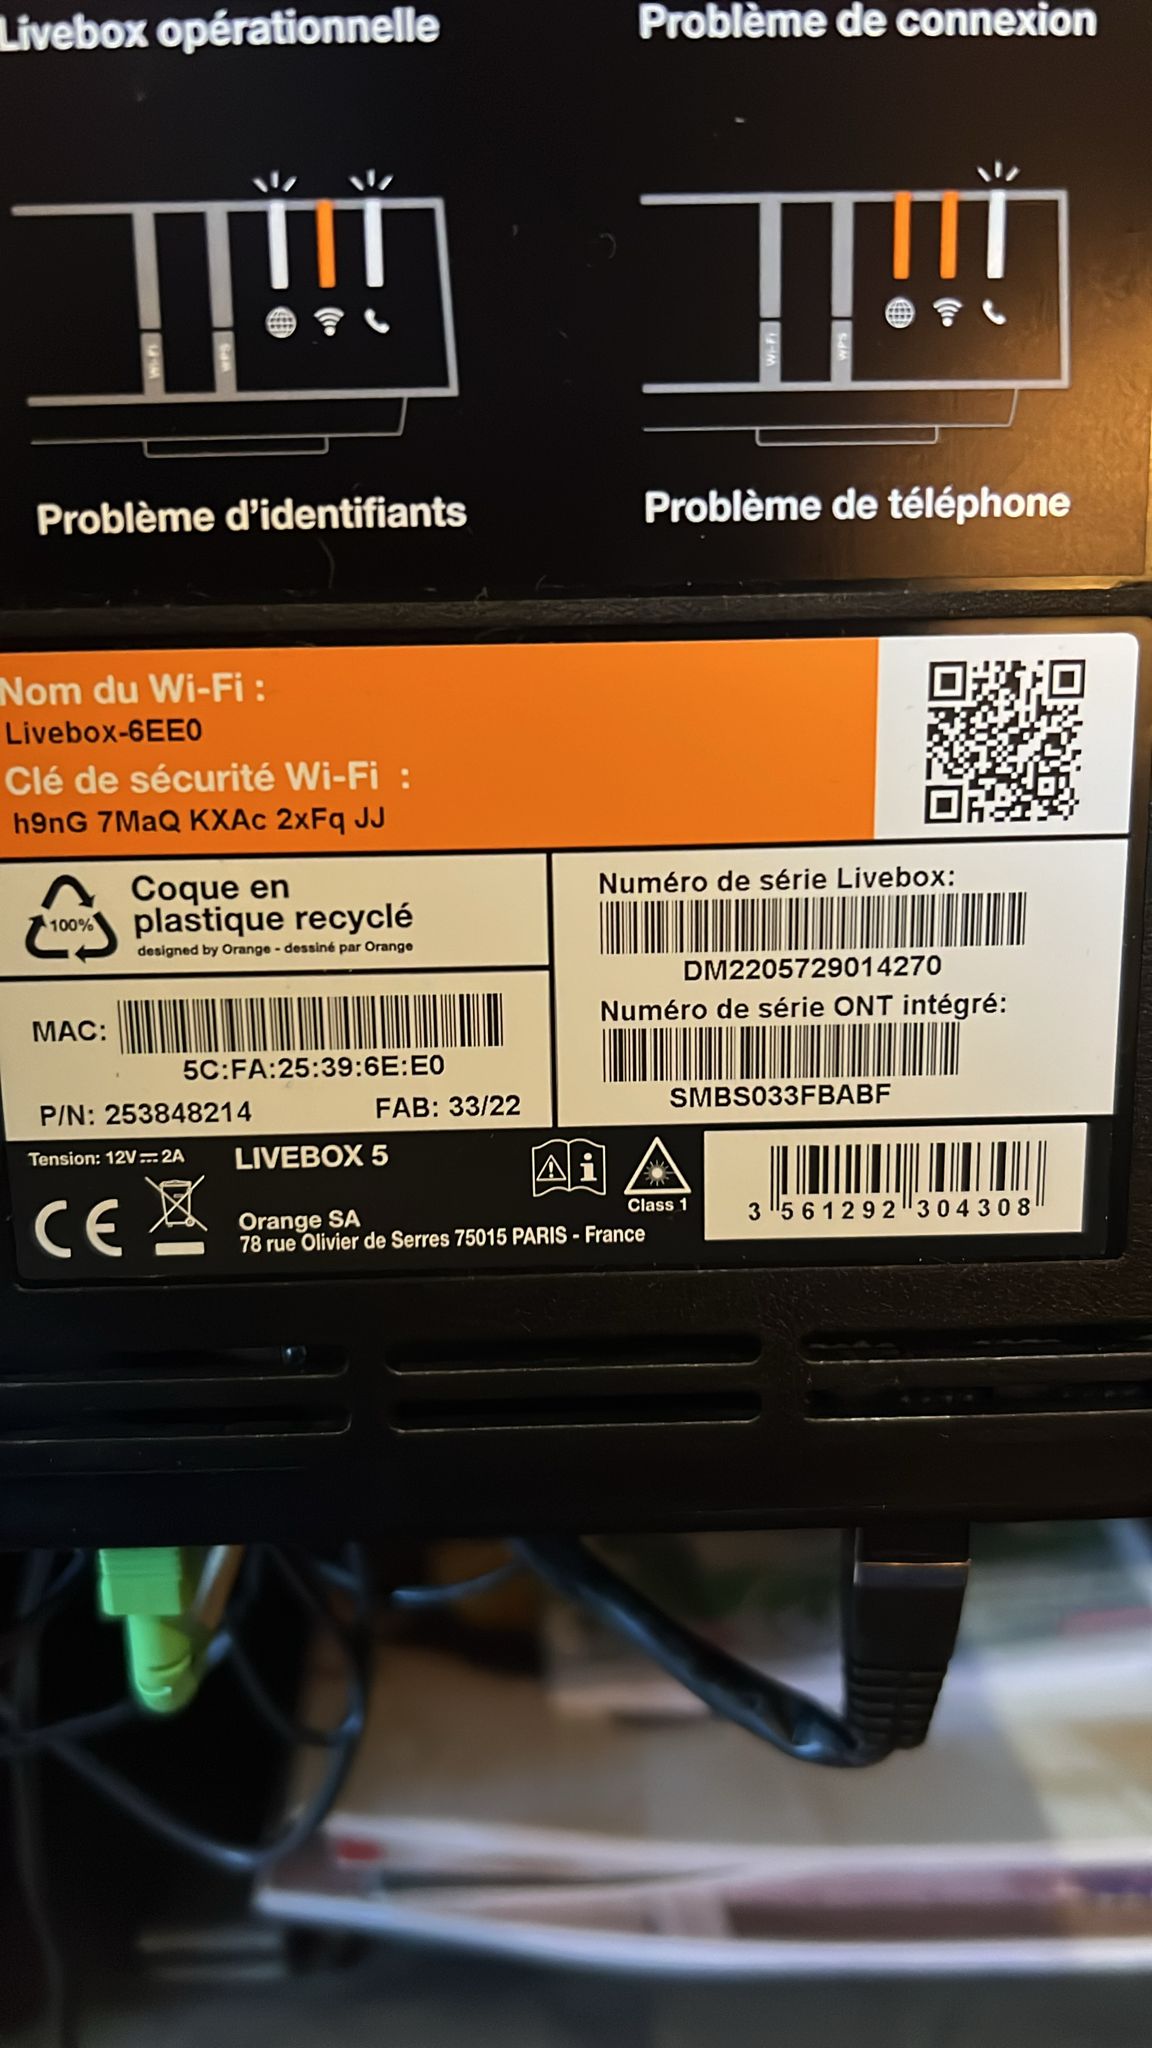 Livebox opérationnelle
Problème de connexion
Wi-Fi
WPS
Wi-Fi
WPS
Problème d'identifiants
Problème de téléphone
Nom du Wi-Fi :
Livebox-6EE0
Clé de sécurité Wi-Fi :
h9nG 7MaQ KXAc 2xFq JJ
100%
Coque en
plastique recyclé
designed by Orange - dessiné par Orange
Numéro de série Livebox:
DM2205729014270
Numéro de série ONT intégré:
SMBS033FBABF
MAC:
5C:FA:25:39:6E:E0
P/N: 253848214
FAB: 33/22
Tension: 12V⎓2A
LIVEBOX 5
CE
Orange SA
78 rue Olivier de Serres 75015 PARIS - France
Class 1
3 561292 304308